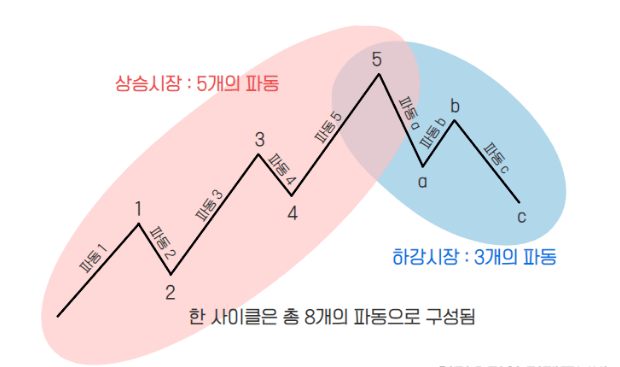 상승시장 : 5개의 파동
5
3
b
1
파동 5
파동 a
파동 b
파동 4
파동 3
파동 c
a
4
c
파동 2
파동 1
2
하강시장 : 3개의 파동
한 사이클은 총 8개의 파동으로 구성됨